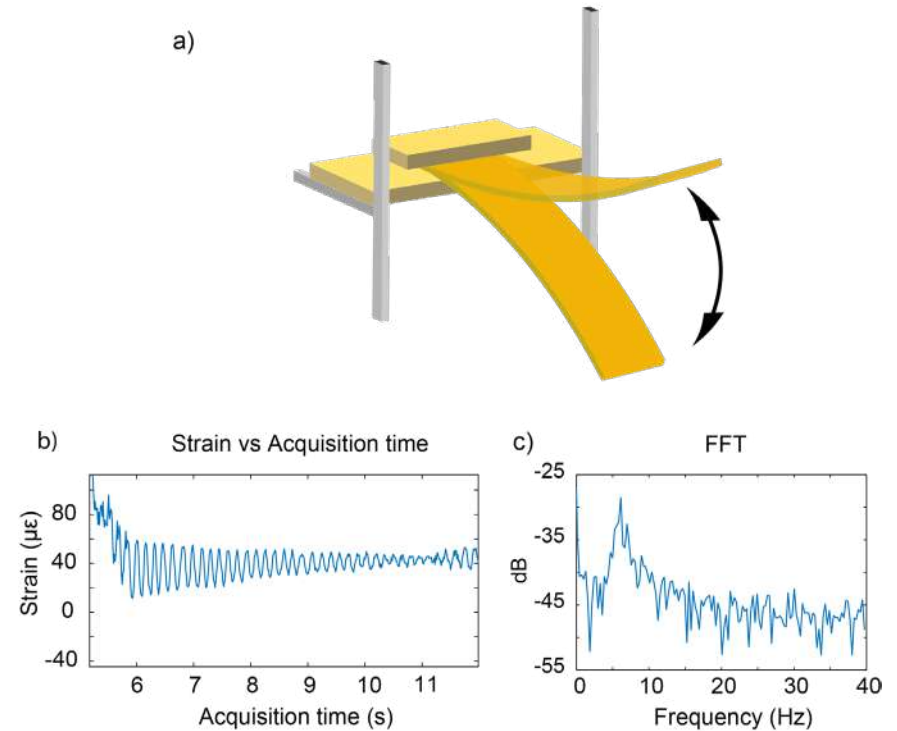 a)
b)
Strain vs Acquisition time
Strain (µε)
80
40
0
-40
6 7 8 9 10 11
Acquisition time (s)
c)
FFT
dB
-25
-35
-45
-55
0 10 20 30 40
Frequency (Hz)